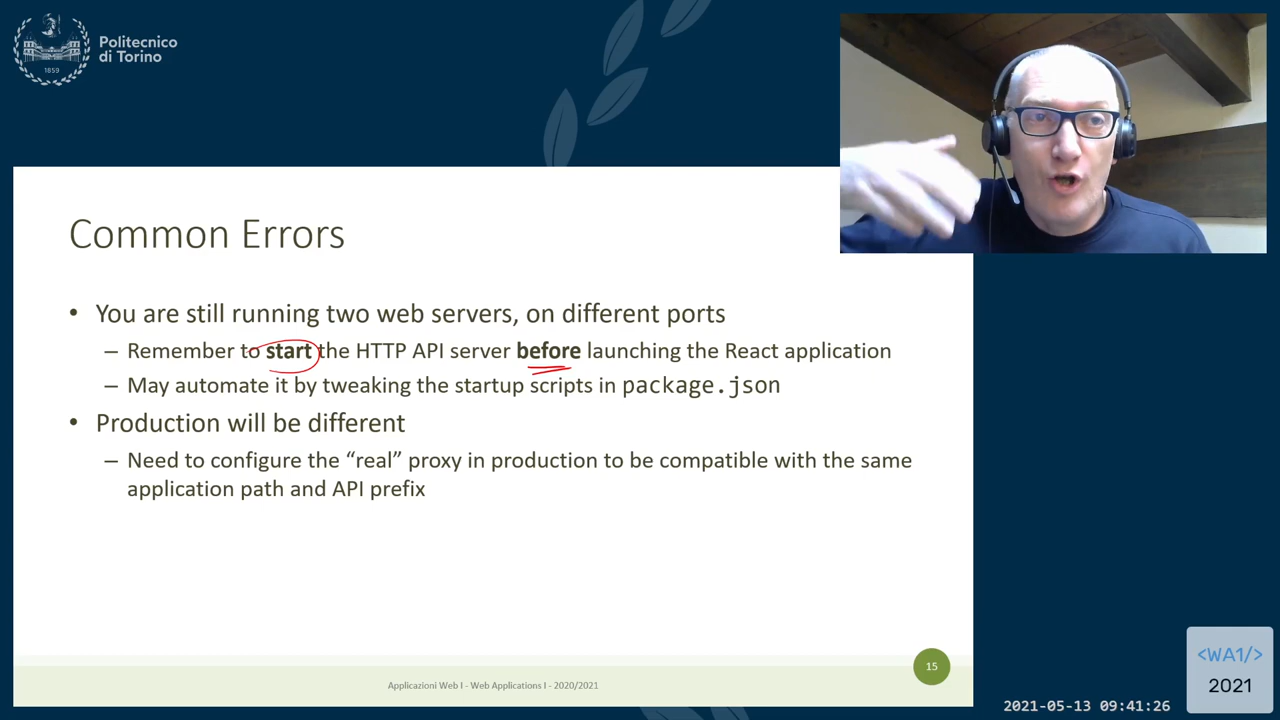 Politecnico
di Torino
1859
Common Errors
• You are still running two web servers, on different ports
– Remember to start the HTTP API server before launching the React application
– May automate it by tweaking the startup scripts in package.json
• Production will be different
– Need to configure the “real” proxy in production to be compatible with the same
application path and API prefix
15
Applicazioni Web I - Web Applications I - 2020/2021
<WA1/>
2021
2021-05-13 09:41:26